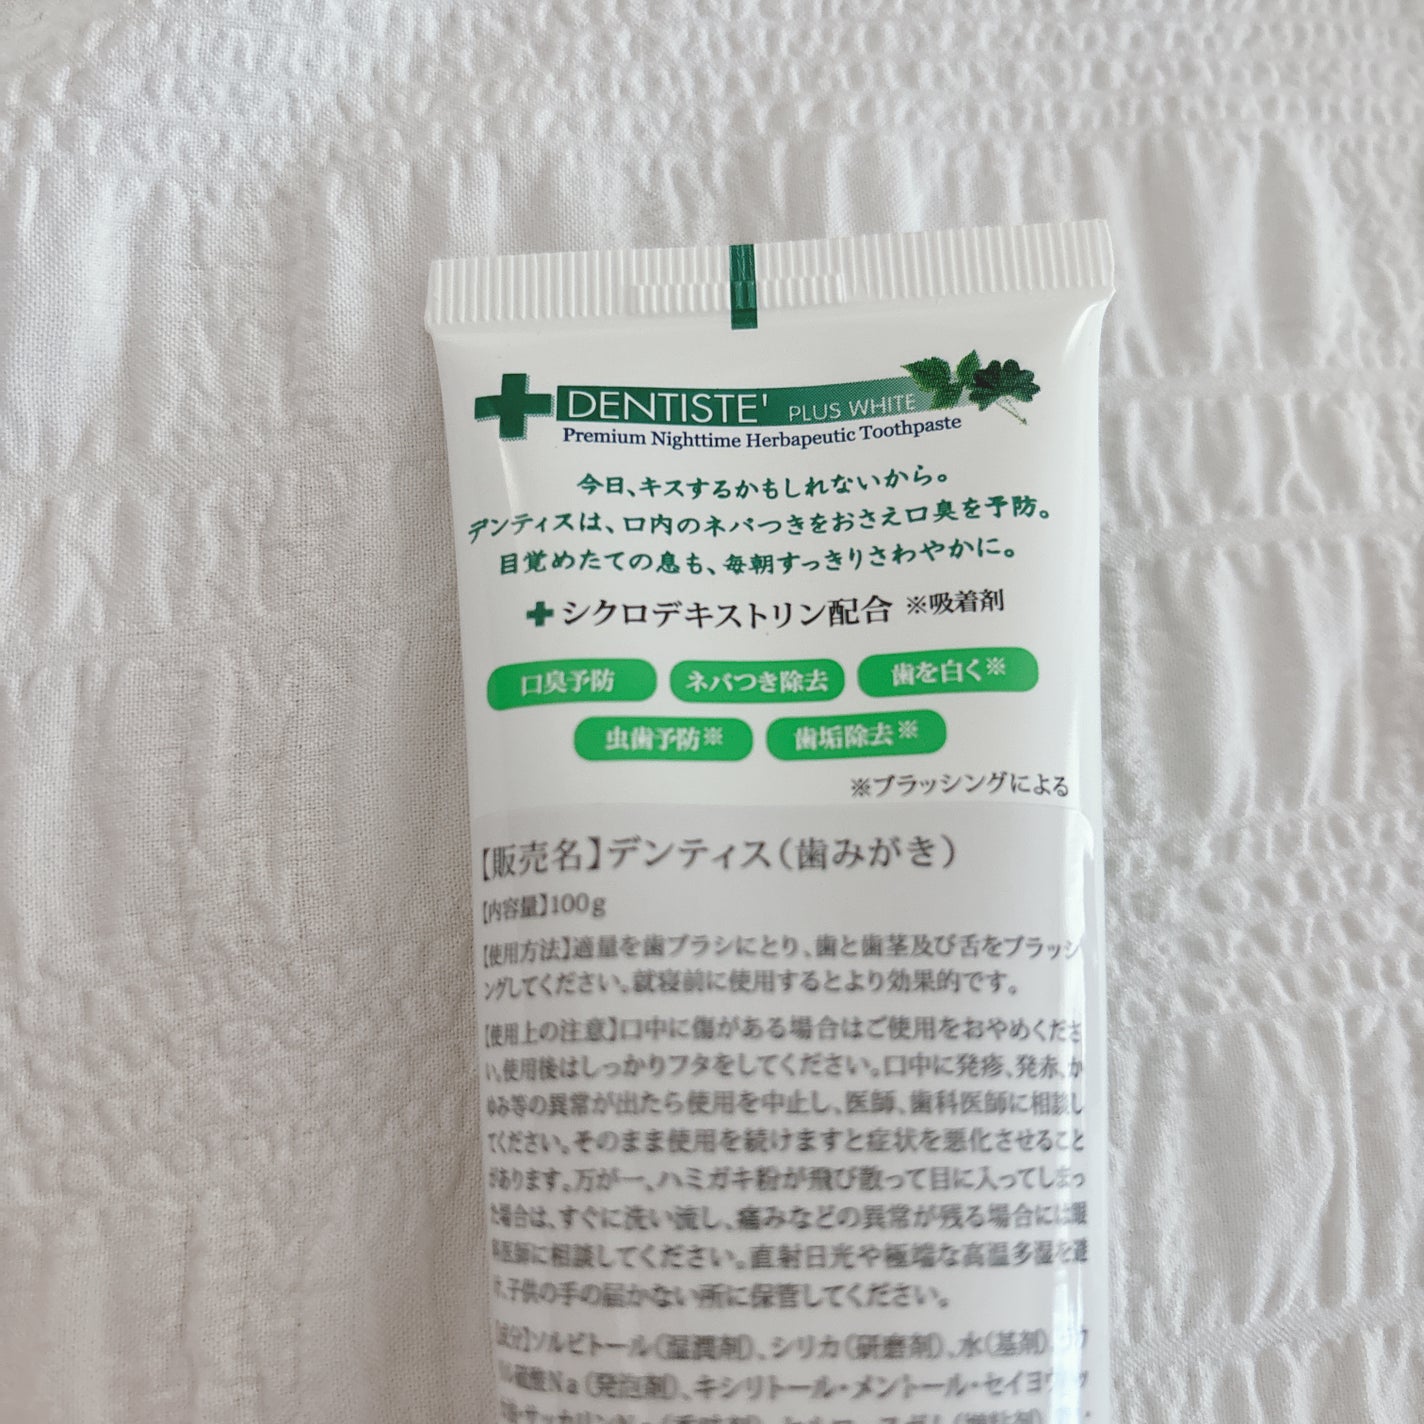 DENTISTE' PLUS WHITE
Premium Nighttime Herbapeutic Toothpaste
今日、キスするかもしれないから。
デンティスは、口内のネバつきをおさえ口臭を予防。
目覚めたての息も、毎朝すっきりさわやかに。
シクロデキストリン配合 ※吸着剤
口臭予防 ネバつき除去 歯を白く※
虫歯予防※ 歯垢除去※
※ブラッシングによる
【販売名】デンティス(歯みがき)
【内容量】100g
【使用方法】適量を歯ブラシにとり、歯と歯茎及び舌をブラッシ
ングしてください。就寝前に使用するとより効果的です。
【使用上の注意】口中に傷がある場合はご使用をおやめくださ
い。使用後はしっかりフタをしてください。口中に発疹、発赤、か
ゆみ等の異常が出たら使用を中止し、医師、歯科医師に相談し
てください。そのまま使用を続けますと症状を悪化させること
があります。万が一、ハミガキ粉が飛び散って目に入ってしまっ
た場合は、すぐに洗い流し、痛みなどの異常が残る場合には眼
科医師に相談してください。直射日光や極端な高温多湿を避
け、子供の手の届かない所に保管してください。
【成分】ソルビトール(湿潤剤)、シリカ(研磨剤)、水(基剤)、ラウ
硫酸Na(発泡剤)、キシリトール・メントール・セイヨウ